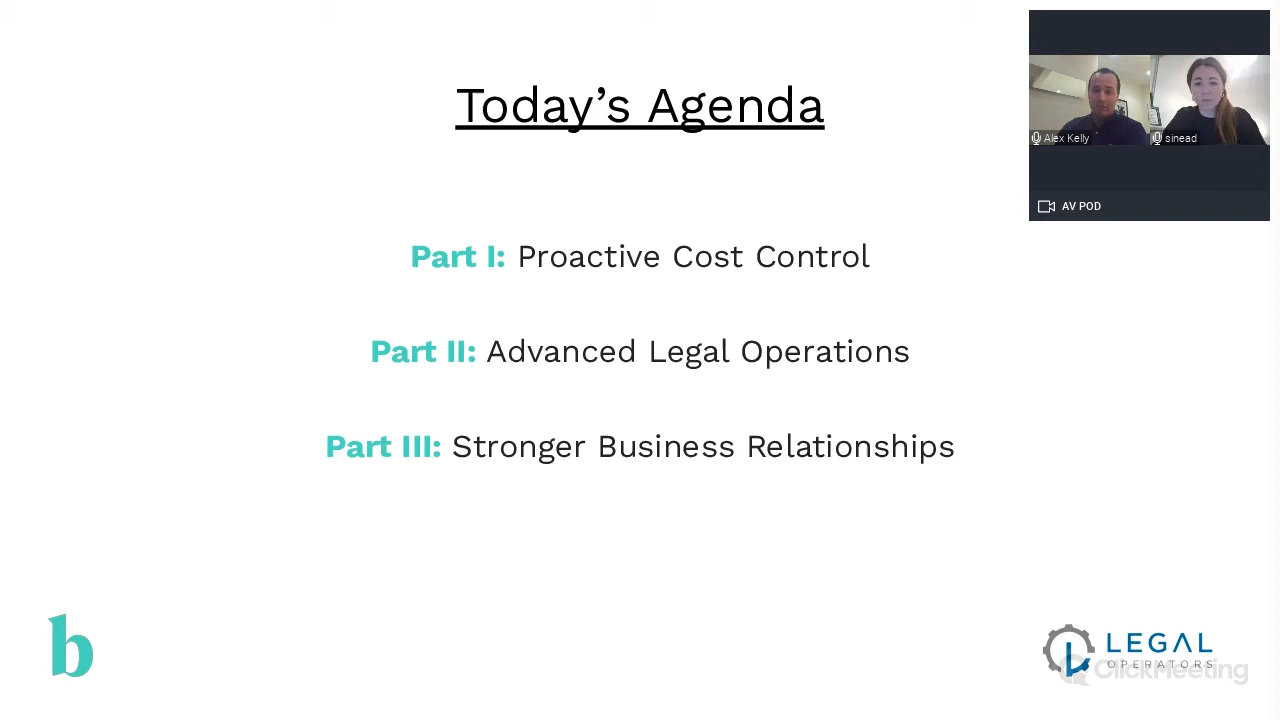 Today’s Agenda
Alex Kelly
sinead
AV POD
Part I: Proactive Cost Control
Part II: Advanced Legal Operations
Part III: Stronger Business Relationships
b
LEGAL
OPERATORS
ClickMeeting